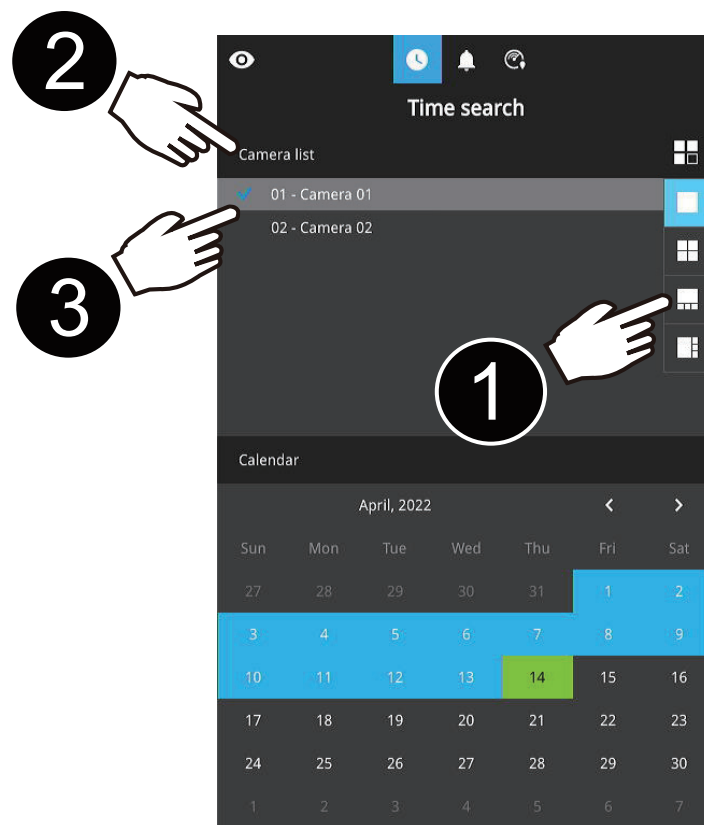 2
Time search
Camera list
01 - Camera 01
02 - Camera 02
3
1
Calendar
April, 2022
Sun Mon Tue Wed Thu Fri Sat
27 28 29 30 31 1 2
3 4 5 6 7 8 9
10 11 12 13 14 15 16
17 18 19 20 21 22 23
24 25 26 27 28 29 30
1 2 3 4 5 6 7